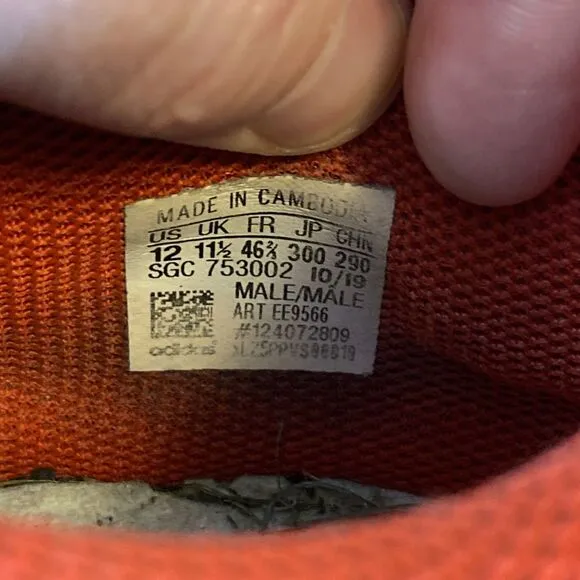 MADE IN CAMBODIA
US UK FR JP CHN
12 11½ 46⅔ 300 290
SGC 753002 10/19
MALE/MÂLE
ART EE9566
#124072809
adidas